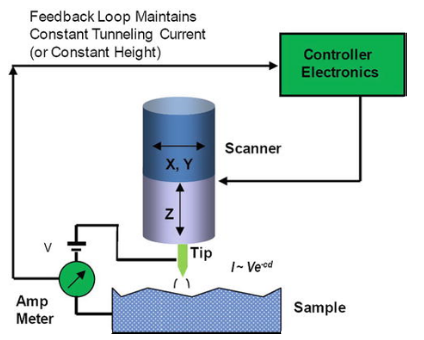 Feedback Loop Maintains
Constant Tunneling Current
(or Constant Height)
Controller
Electronics
Scanner
X, Y
Z
V
Tip
I ~ Ve-cd
Amp
Meter
Sample